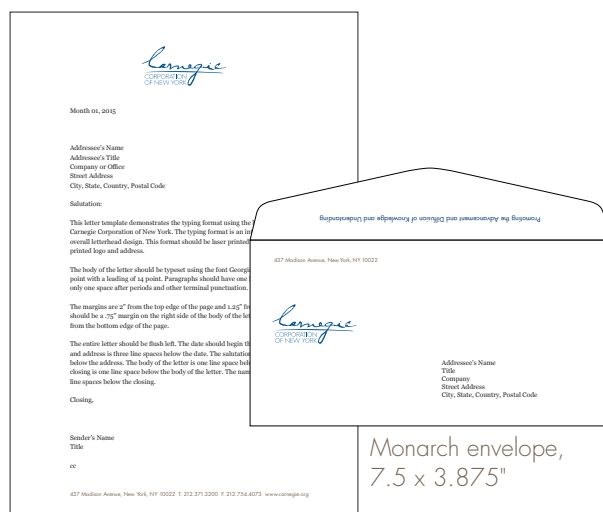 Carnegie
CORPORATION
OF NEW YORK
Month 01, 2015
Addressee's Name
Addressee's Title
Company or Office
Street Address
City, State, Country, Postal Code
Salutation:
This letter template demonstrates the typing format using the
Carnegie Corporation of New York. The typing format is an
overall letterhead design. This format should be laser printed
printed logo and address.
The body of the letter should be typeset using the font Georgi
point with a leading of 14 point. Paragraphs should have one
only one space after periods and other terminal punctuation.
The margins are 2" from the top edge of the page and 1.25"
should be a .75" margin on the right side of the body of the
from the bottom edge of the page.
The entire letter should be flush left. The date should begin
and address is three line spaces below the date. The salutation
below the address. The body of the letter is one line space
closing is one line space below the body of the letter. The
line spaces below the closing.
Closing,
Sender's Name
Title
cc
437 Madison Avenue, New York, NY 10022 T. 212.371.3200 F. 212.754.4073 www.carnegie.org
Promoting the Advancement and Diffusion of Knowledge and Understanding
437 Madison Avenue, New York, NY 10022
Carnegie
CORPORATION
OF NEW YORK
Addressee's Name
Title
Company
Street Address
City, State, Country, Postal Code
Monarch envelope,
7.5 x 3.875"